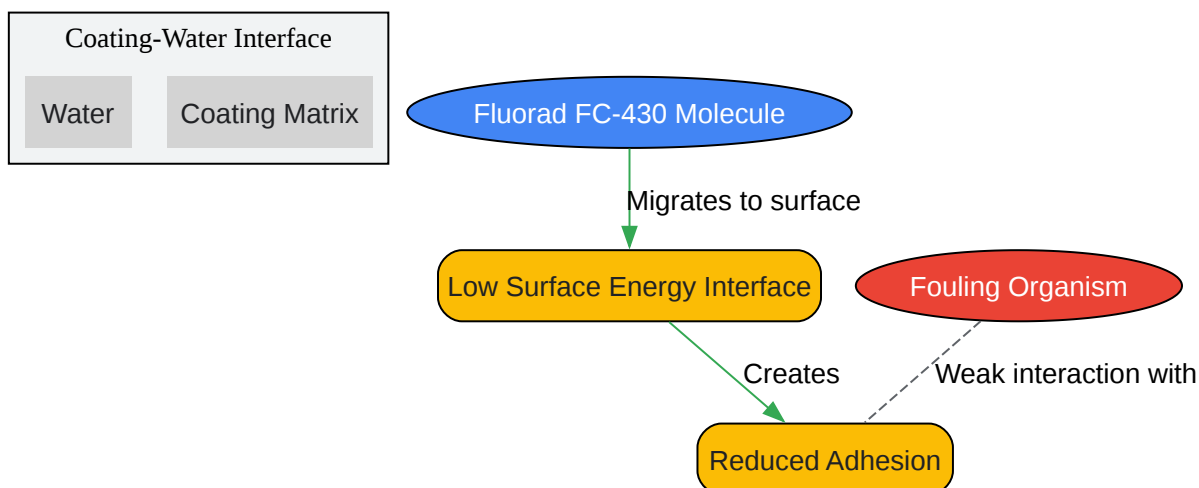 Coating-Water Interface
Water
Coating Matrix
Fluorad FC-430 Molecule
Migrates to surface
Low Surface Energy Interface
Fouling Organism
Creates
Weak interaction with
Reduced Adhesion